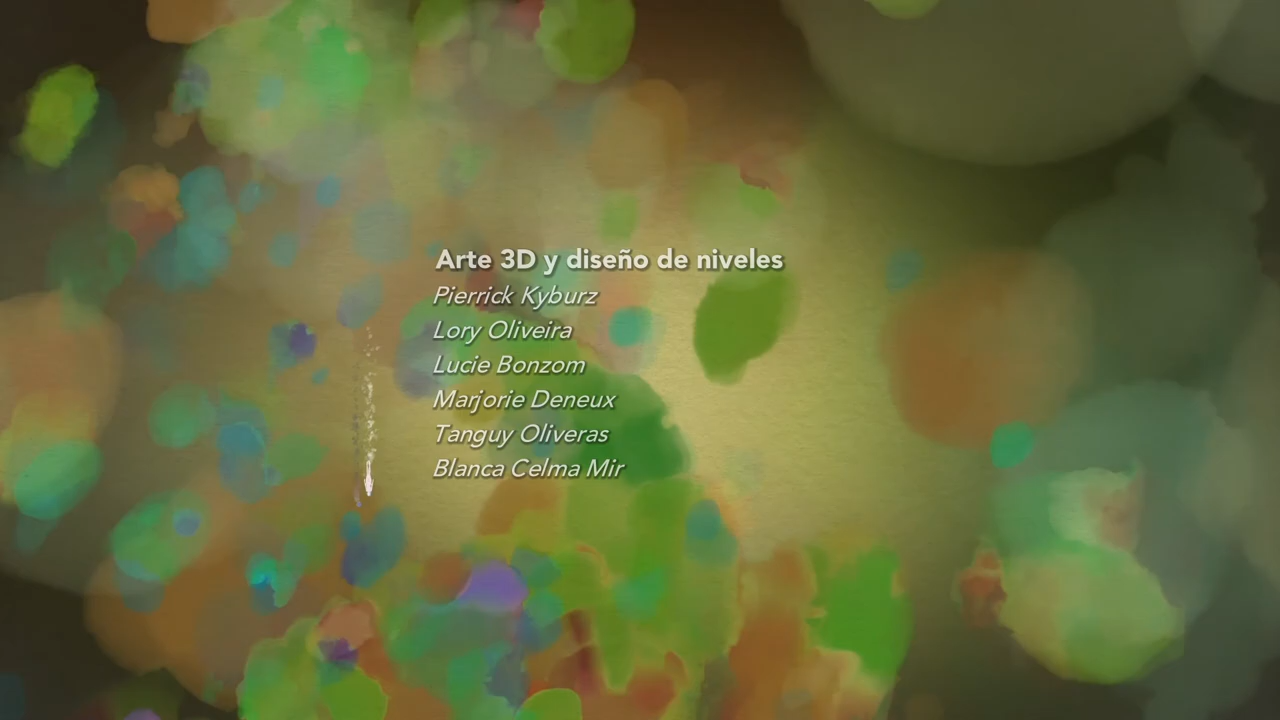 Arte 3D y diseño de niveles
Pierrick Kyburz
Lory Oliveira
Lucie Bonzom
Marjorie Deneux
Tanguy Oliveras
Blanca Celma Mir